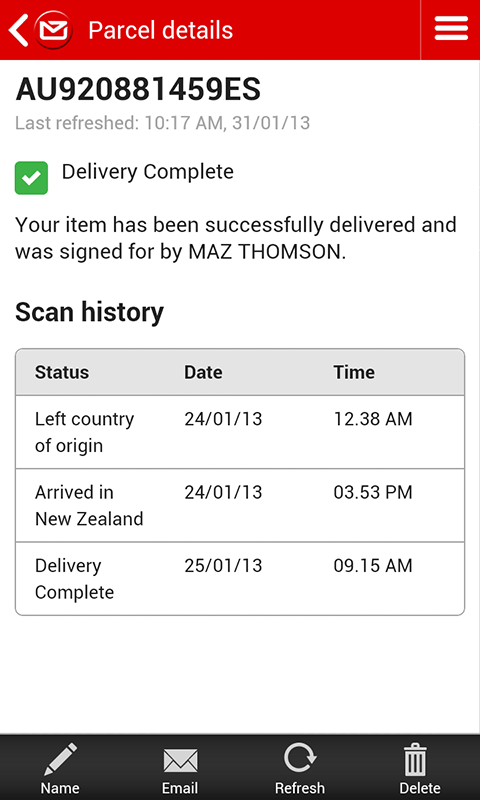 Parcel details
AU920881459ES
Last refreshed: 10:17 AM, 31/01/13
Delivery Complete
Your item has been successfully delivered and
was signed for by MAZ THOMSON.
Scan history
Status Date Time
Left country 24/01/13 12.38 AM
of origin
Arrived in 24/01/13 03.53 PM
New Zealand
Delivery 25/01/13 09.15 AM
Complete
Name Email Refresh Delete